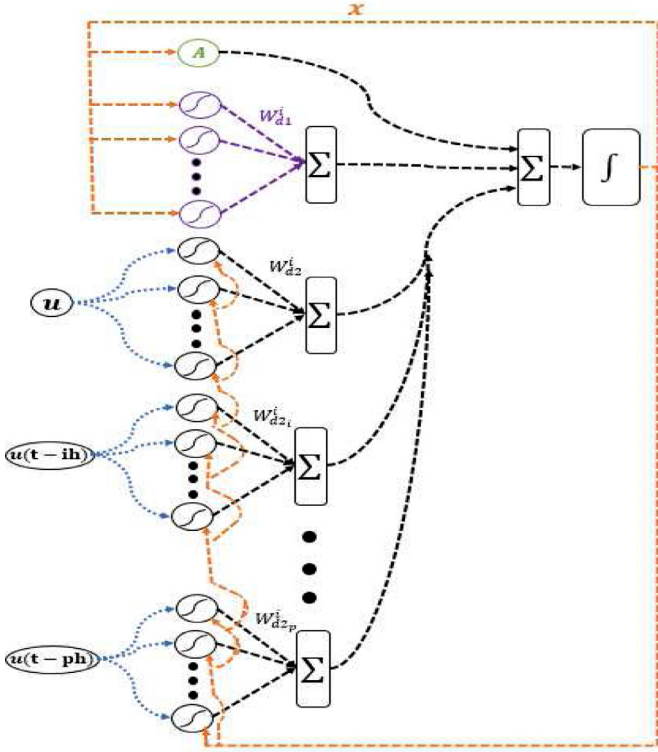 x
A
W^i_{d1}
Σ
Σ
∫
W^i_{d2}
u
Σ
W^i_{d2_i}
u(t − ih)
Σ
W^i_{d2_p}
u(t − ph)
Σ